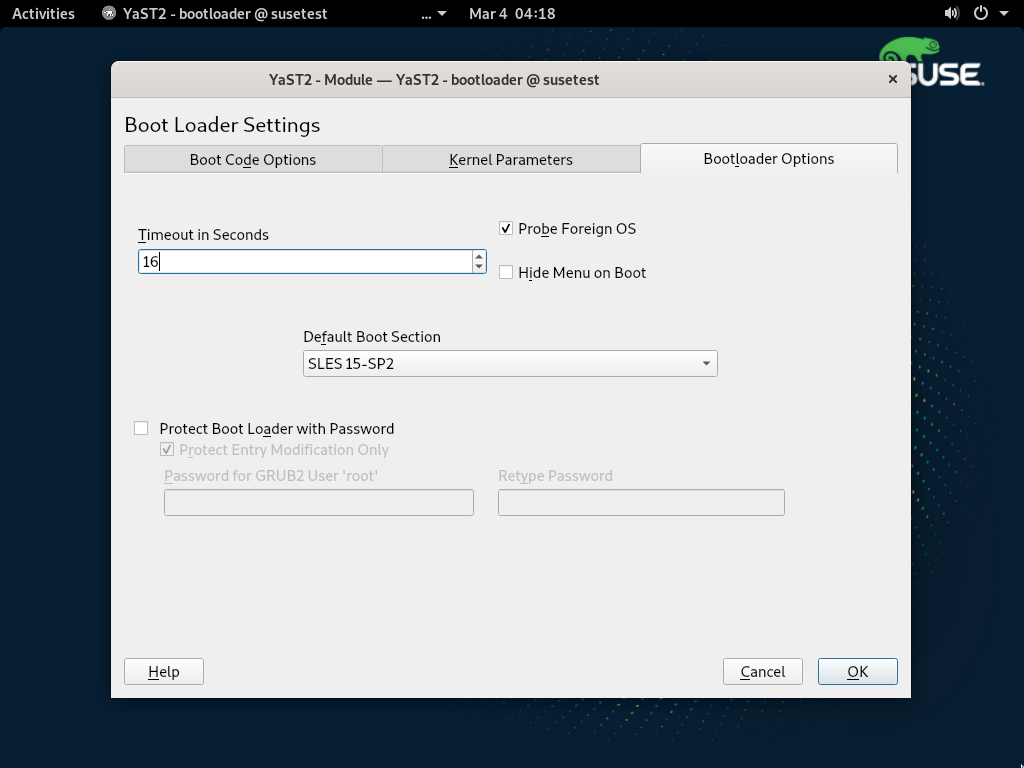 Activities
YaST2 - bootloader @ susetest
...
Mar 4 04:18
SUSE
YaST2 - Module — YaST2 - bootloader @ susetest
Boot Loader Settings
Boot Code Options
Kernel Parameters
Bootloader Options
Timeout in Seconds
16
Probe Foreign OS
Hide Menu on Boot
Default Boot Section
SLES 15-SP2
Protect Boot Loader with Password
Protect Entry Modification Only
Password for GRUB2 User 'root'
Retype Password
Help
Cancel
OK